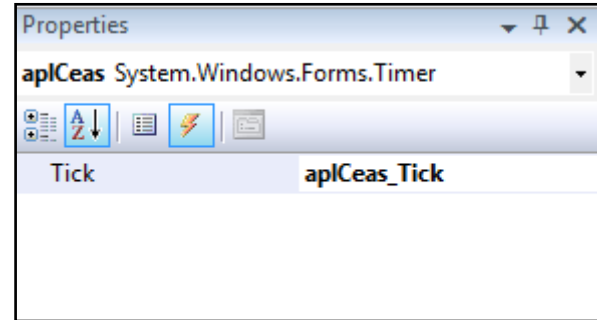 Properties
aplCeas System.Windows.Forms.Timer
A
Z
Tick aplCeas_Tick